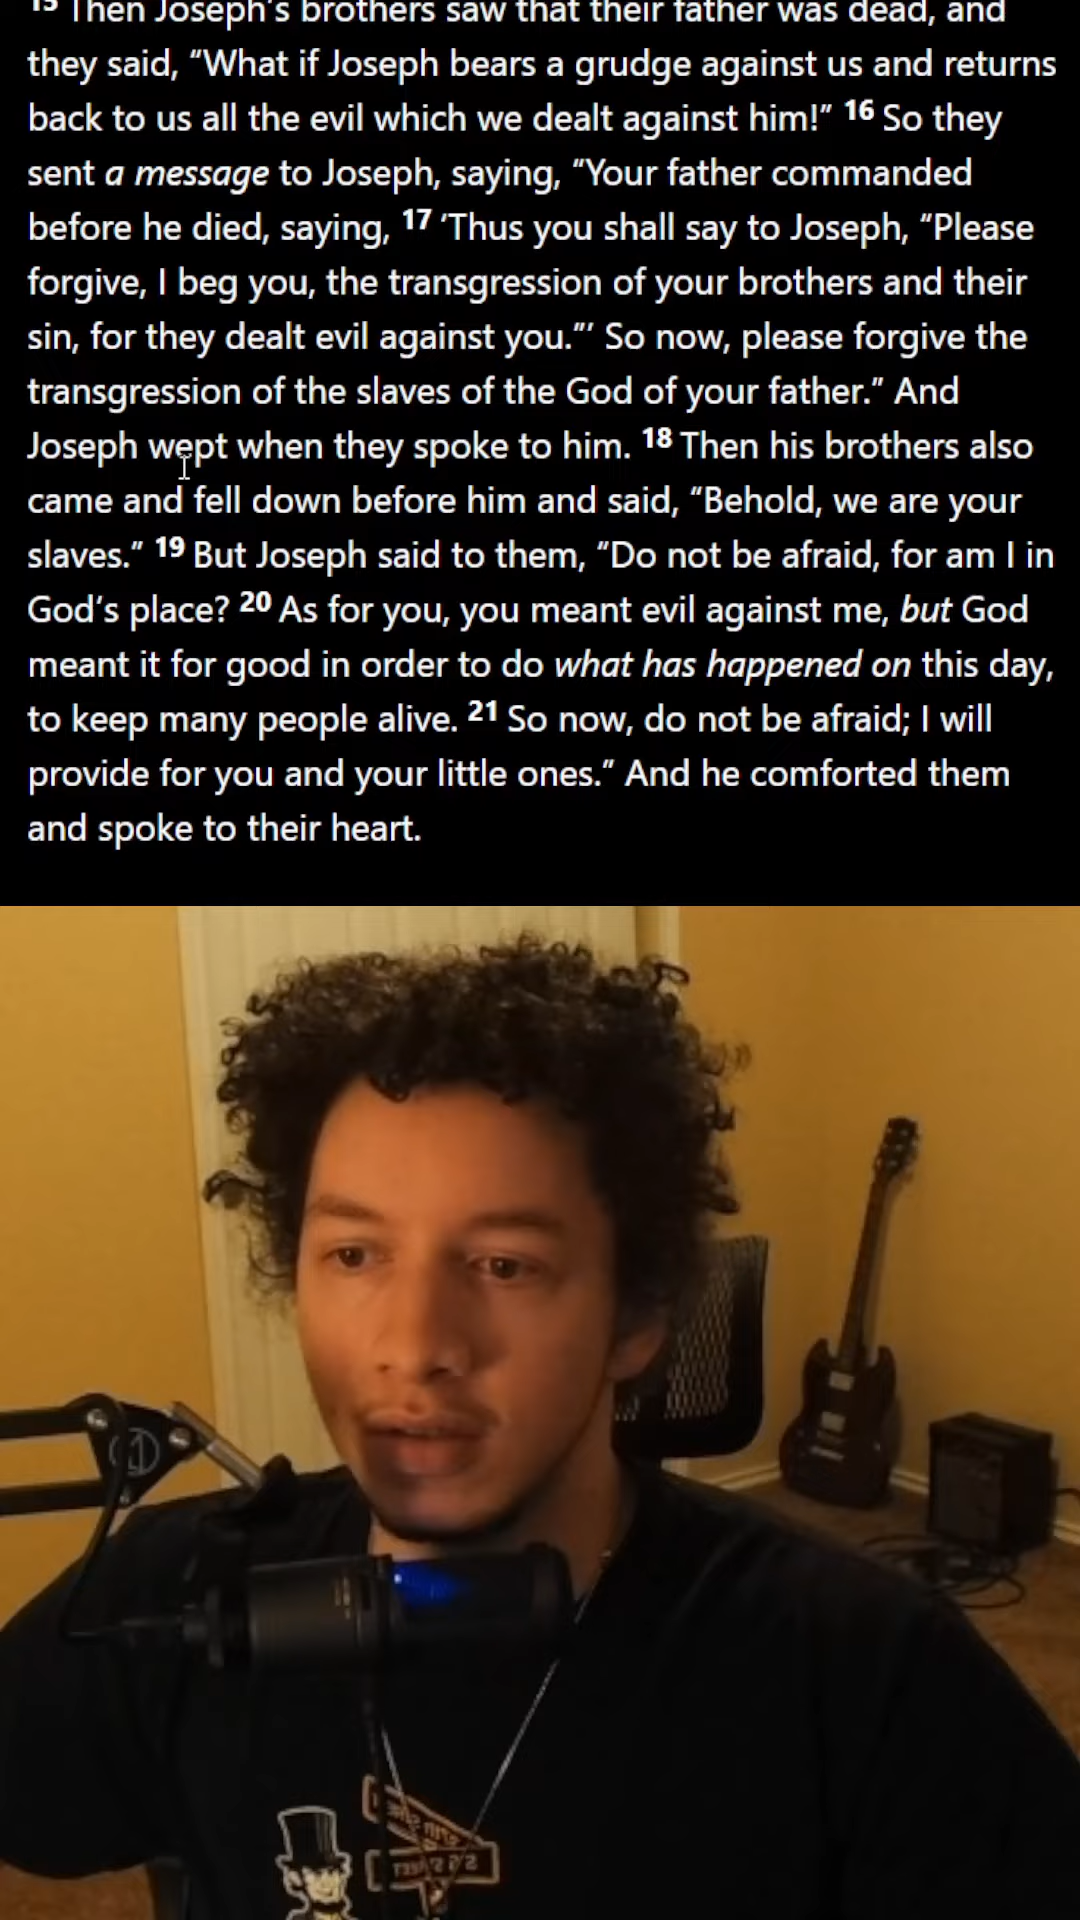 15 Then Joseph's brothers saw that their father was dead, and
they said, “What if Joseph bears a grudge against us and returns
back to us all the evil which we dealt against him!” 16 So they
sent a message to Joseph, saying, “Your father commanded
before he died, saying, 17 ‘Thus you shall say to Joseph, “Please
forgive, I beg you, the transgression of your brothers and their
sin, for they dealt evil against you.”’ So now, please forgive the
transgression of the slaves of the God of your father.” And
Joseph wept when they spoke to him. 18 Then his brothers also
came and fell down before him and said, “Behold, we are your
slaves.” 19 But Joseph said to them, “Do not be afraid, for am I in
God’s place? 20 As for you, you meant evil against me, but God
meant it for good in order to do what has happened on this day,
to keep many people alive. 21 So now, do not be afraid; I will
provide for you and your little ones.” And he comforted them
and spoke to their heart.